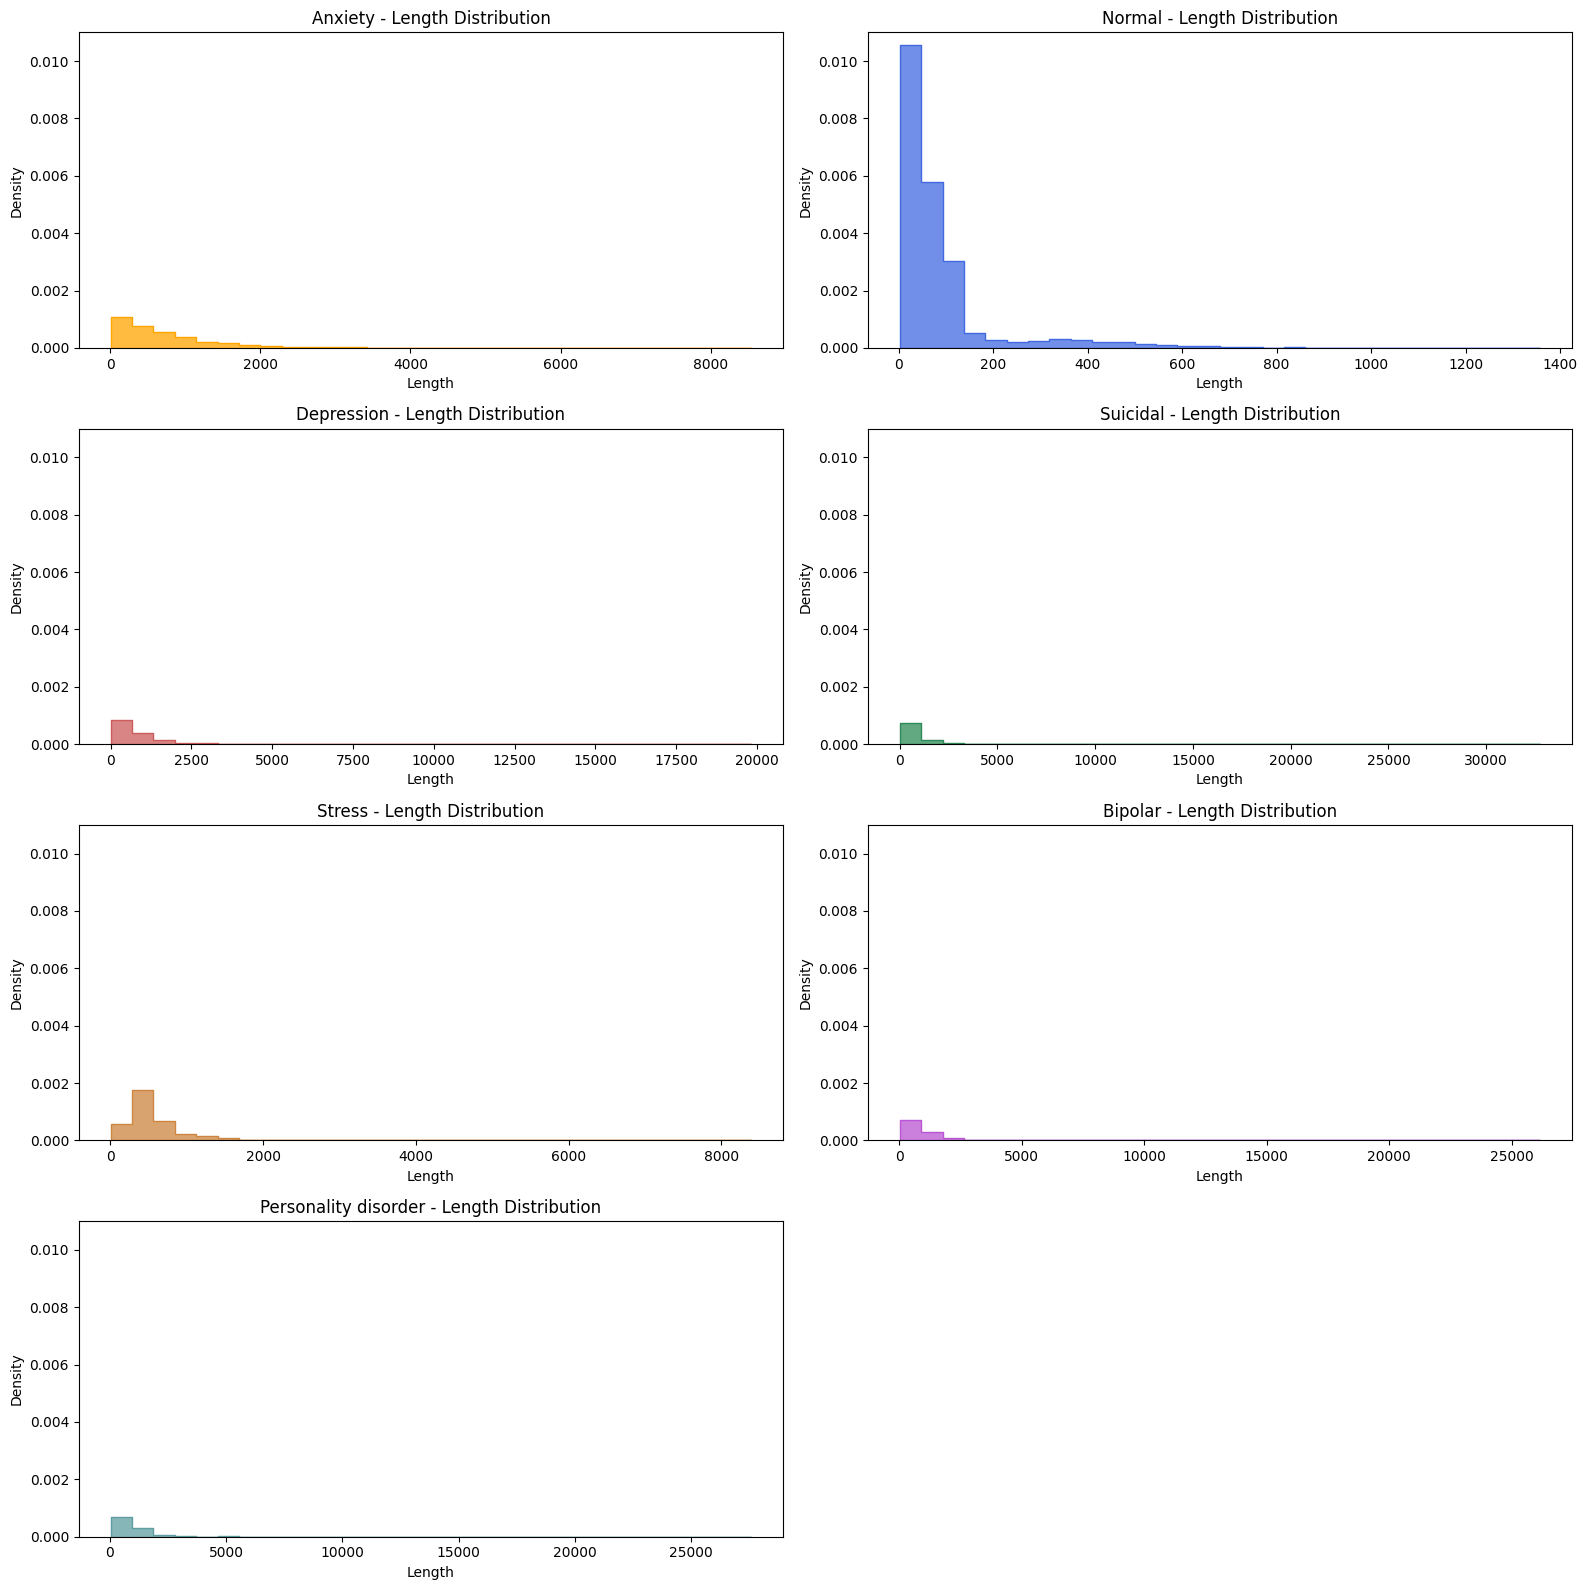 Anxiety - Length Distribution
Density
0.010
0.008
0.006
0.004
0.002
0.000
0 2000 4000 6000 8000
Length
Normal - Length Distribution
Density
0.010
0.008
0.006
0.004
0.002
0.000
0 200 400 600 800 1000 1200 1400
Length
Depression - Length Distribution
Density
0.010
0.008
0.006
0.004
0.002
0.000
0 2500 5000 7500 10000 12500 15000 17500 20000
Length
Suicidal - Length Distribution
Density
0.010
0.008
0.006
0.004
0.002
0.000
0 5000 10000 15000 20000 25000 30000
Length
Stress - Length Distribution
Density
0.010
0.008
0.006
0.004
0.002
0.000
0 2000 4000 6000 8000
Length
Bipolar - Length Distribution
Density
0.010
0.008
0.006
0.004
0.002
0.000
0 5000 10000 15000 20000 25000
Length
Personality disorder - Length Distribution
Density
0.010
0.008
0.006
0.004
0.002
0.000
0 5000 10000 15000 20000 25000
Length